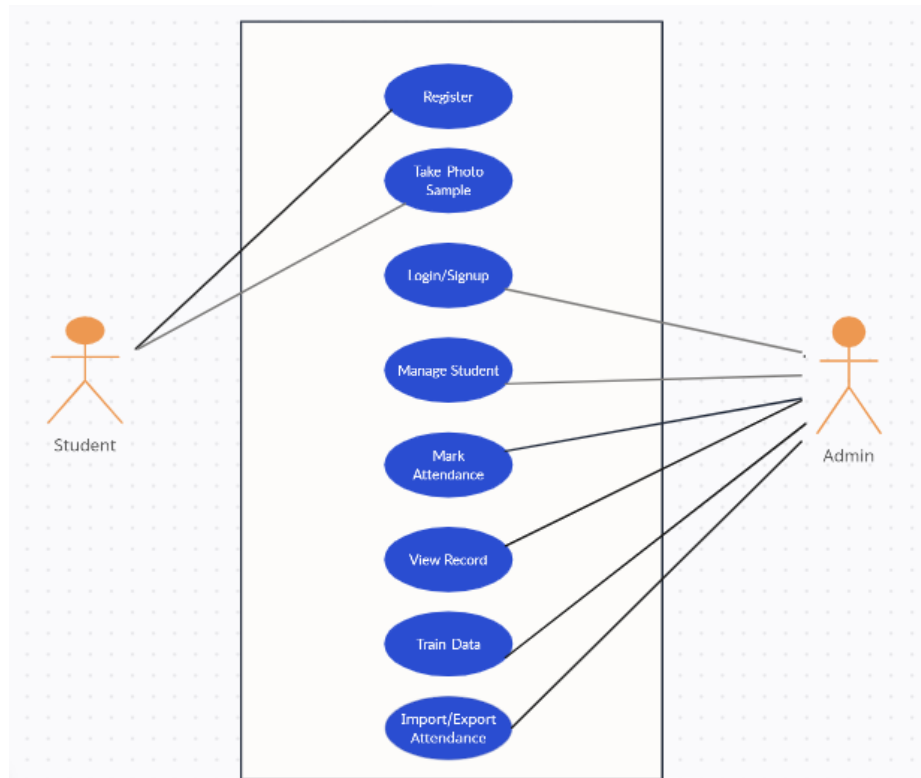 Register
Take Photo
Sample
Login/Signup
Manage Student
Student
Mark
Attendance
Admin
View Record
Train Data
Import/Export
Attendance